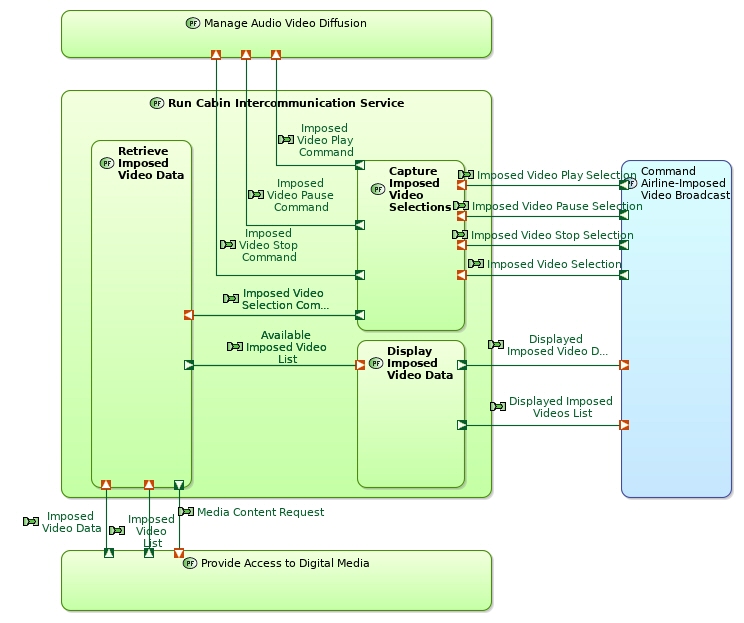 PF Manage Audio Video Diffusion
PF Run Cabin Intercommunication Service
PF Retrieve
Imposed
Video Data
Imposed
Video Play
Command
Imposed
Video Pause
Command
Imposed
Video Stop
Command
Imposed Video
Selection Com...
Available
Imposed Video
List
PF Capture
Imposed
Video
Selections
PF Display
Imposed
Video Data
Imposed Video Play Selection
Imposed Video Pause Selection
Imposed Video Stop Selection
Imposed Video Selection
Displayed
Imposed Video D...
Displayed Imposed
Videos List
PF Command
Airline-Imposed
Video Broadcast
Imposed
Video Data
Imposed
Video
List
Media Content Request
PF Provide Access to Digital Media